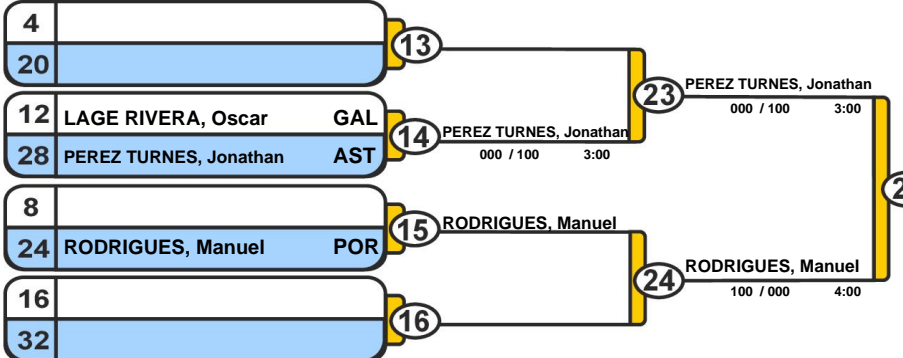 4
20
13
12 LAGE RIVERA, Oscar GAL
28 PEREZ TURNES, Jonathan AST
14 PEREZ TURNES, Jonathan
000 / 100 3:00
23 PEREZ TURNES, Jonathan
000 / 100 3:00
8
24 RODRIGUES, Manuel POR
15 RODRIGUES, Manuel
16
32
16
24 RODRIGUES, Manuel
100 / 000 4:00